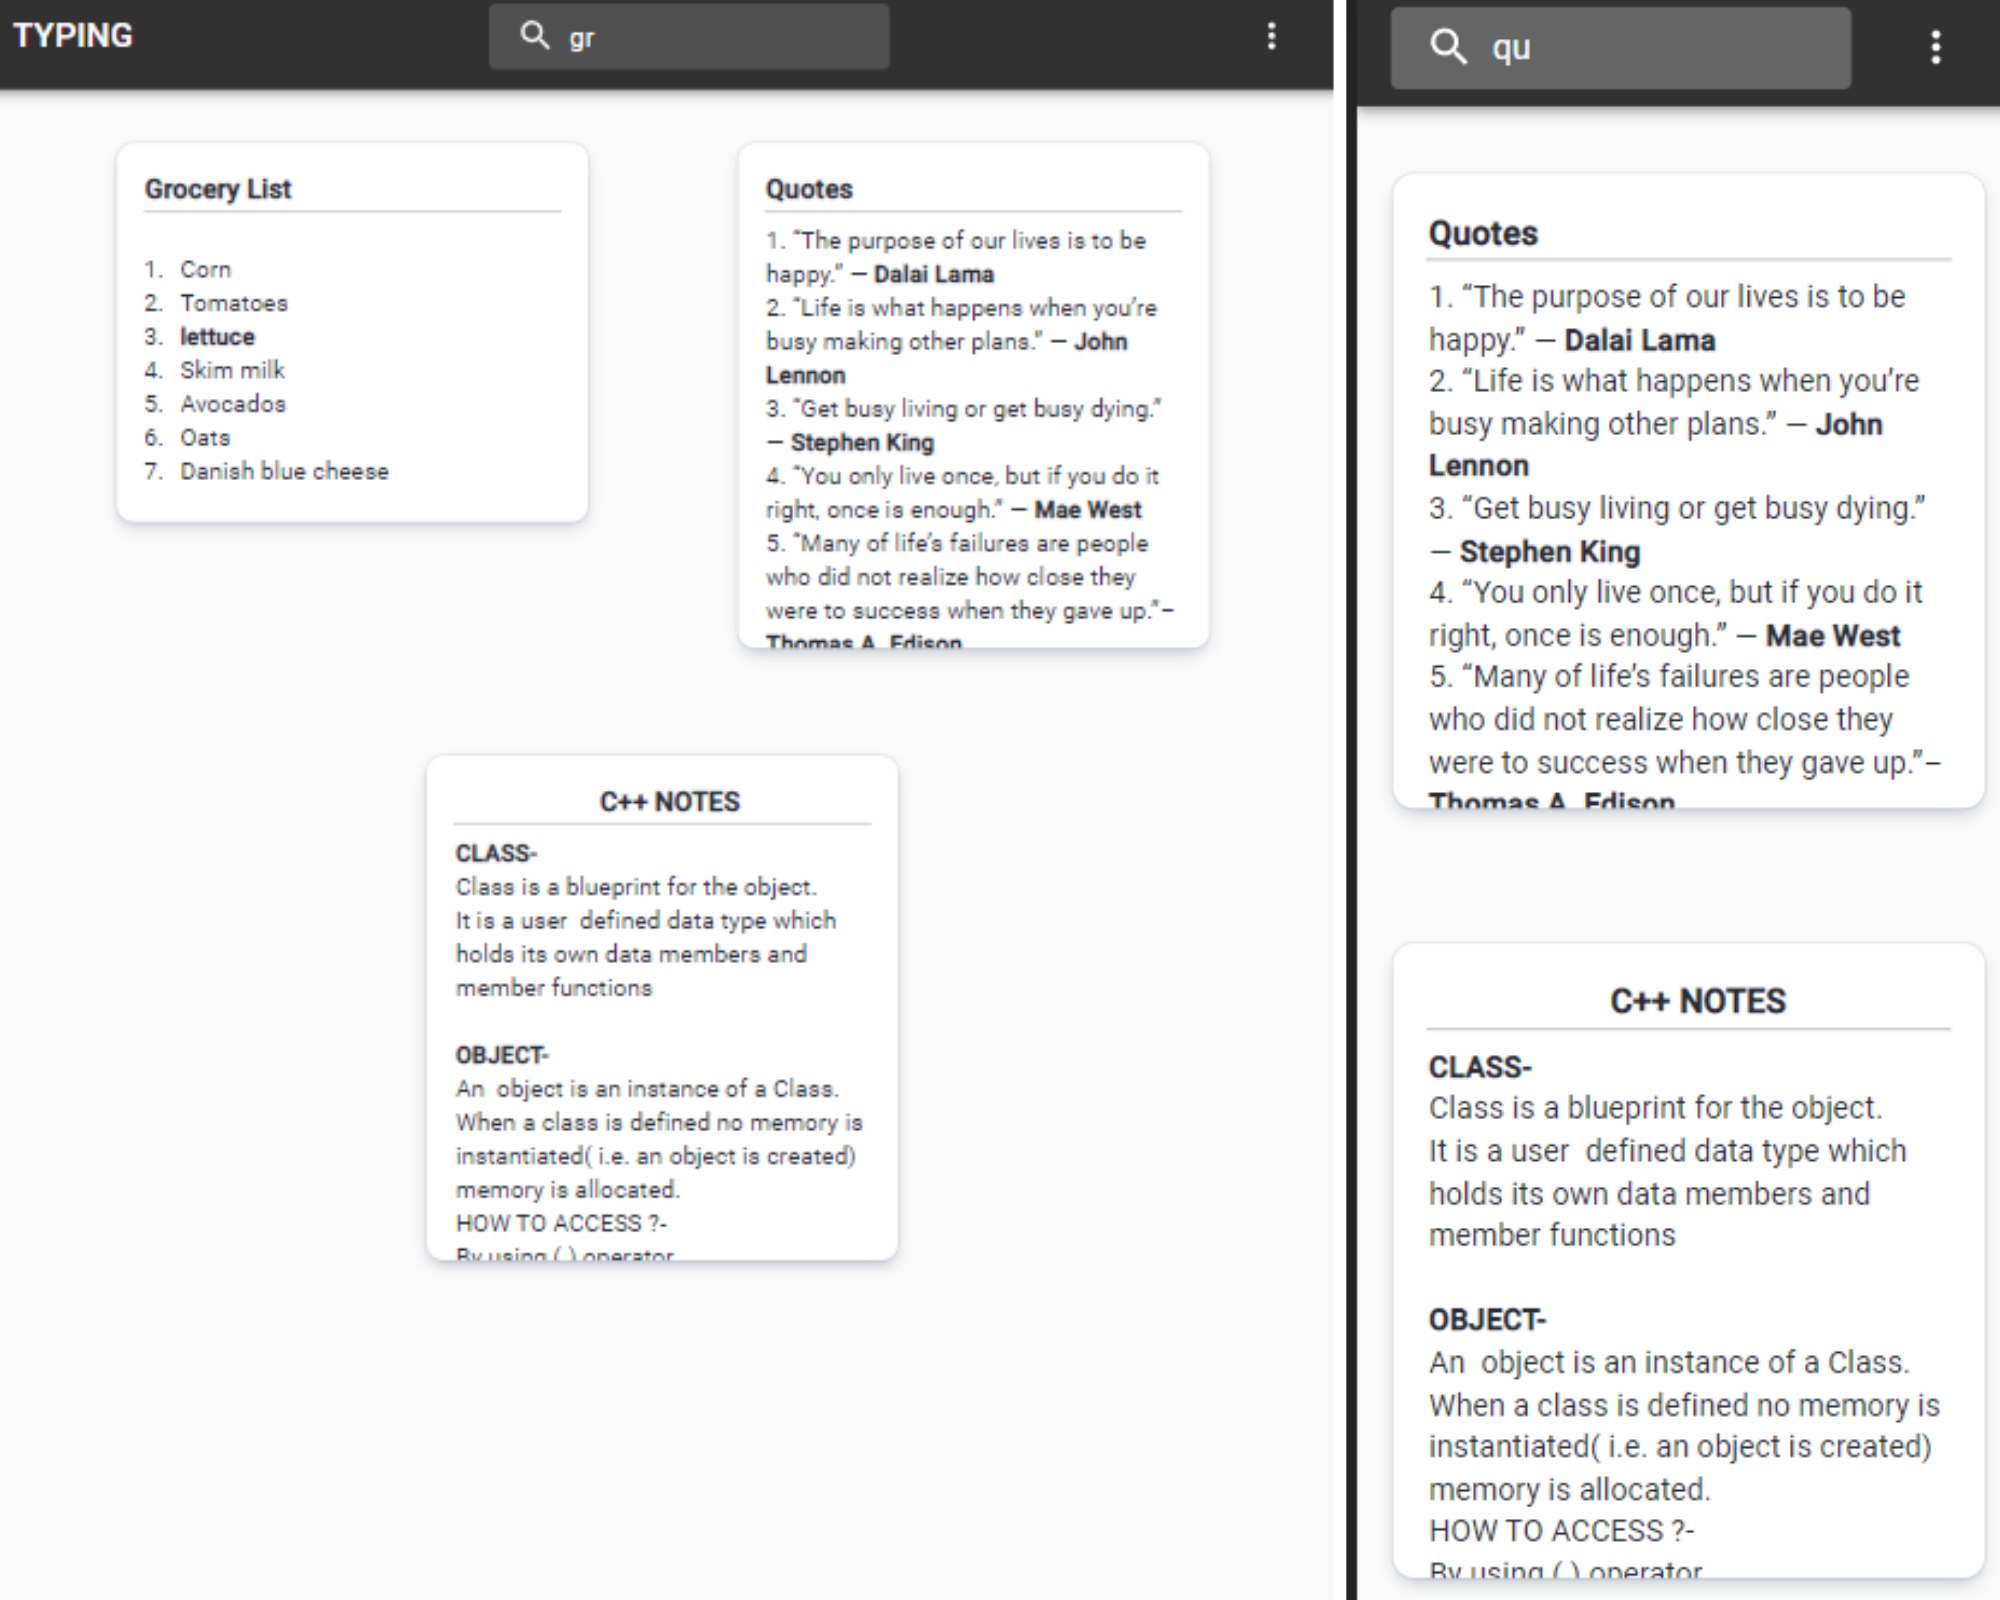 TYPING
gr
Grocery List
1. Corn
2. Tomatoes
3. lettuce
4. Skim milk
5. Avocados
6. Oats
7. Danish blue cheese
Quotes
1. “The purpose of our lives is to be
happy.” — Dalai Lama
2. “Life is what happens when you’re
busy making other plans.” — John
Lennon
3. “Get busy living or get busy dying.”
— Stephen King
4. “You only live once, but if you do it
right, once is enough.” — Mae West
5. “Many of life’s failures are people
who did not realize how close they
were to success when they gave up.”–
Thomas A. Edison
C++ NOTES
CLASS-
Class is a blueprint for the object.
It is a user  defined data type which
holds its own data members and
member functions
OBJECT-
An  object is an instance of a Class.
When a class is defined no memory is
instantiated( i.e. an object is created)
memory is allocated.
HOW TO ACCESS ?-
By using (.) operator
qu
Quotes
1. “The purpose of our lives is to be
happy.” — Dalai Lama
2. “Life is what happens when you’re
busy making other plans.” — John
Lennon
3. “Get busy living or get busy dying.”
— Stephen King
4. “You only live once, but if you do it
right, once is enough.” — Mae West
5. “Many of life’s failures are people
who did not realize how close they
were to success when they gave up.”–
Thomas A. Edison
C++ NOTES
CLASS-
Class is a blueprint for the object.
It is a user  defined data type which
holds its own data members and
member functions
OBJECT-
An  object is an instance of a Class.
When a class is defined no memory is
instantiated( i.e. an object is created)
memory is allocated.
HOW TO ACCESS ?-
By using (.) operator